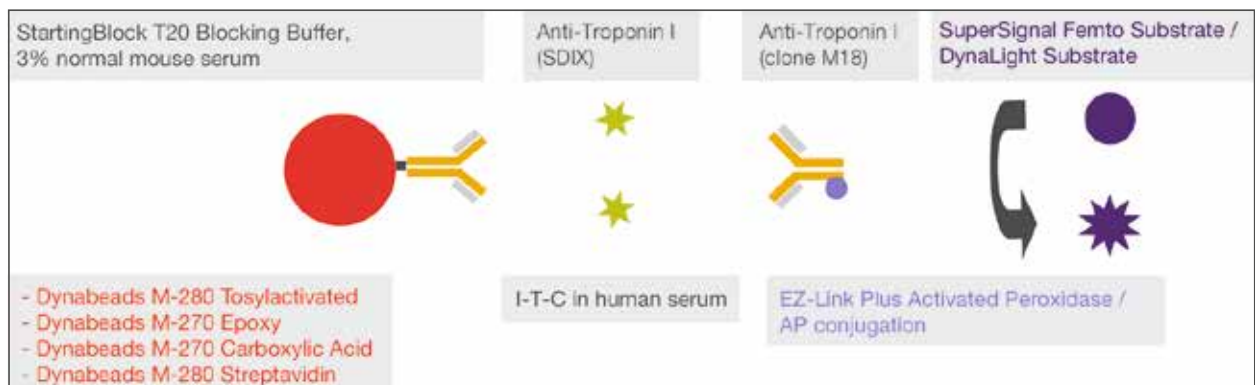 StartingBlock T20 Blocking Buffer,
3% normal mouse serum
Anti-Troponin I
(SDIX)
Anti-Troponin I
(clone M18)
SuperSignal Femto Substrate /
DynaLight Substrate
- Dynabeads M-280 Tosylactivated
- Dynabeads M-270 Epoxy
- Dynabeads M-270 Carboxylic Acid
- Dynabeads M-280 Streptavidin
I-T-C in human serum
EZ-Link Plus Activated Peroxidase /
AP conjugation